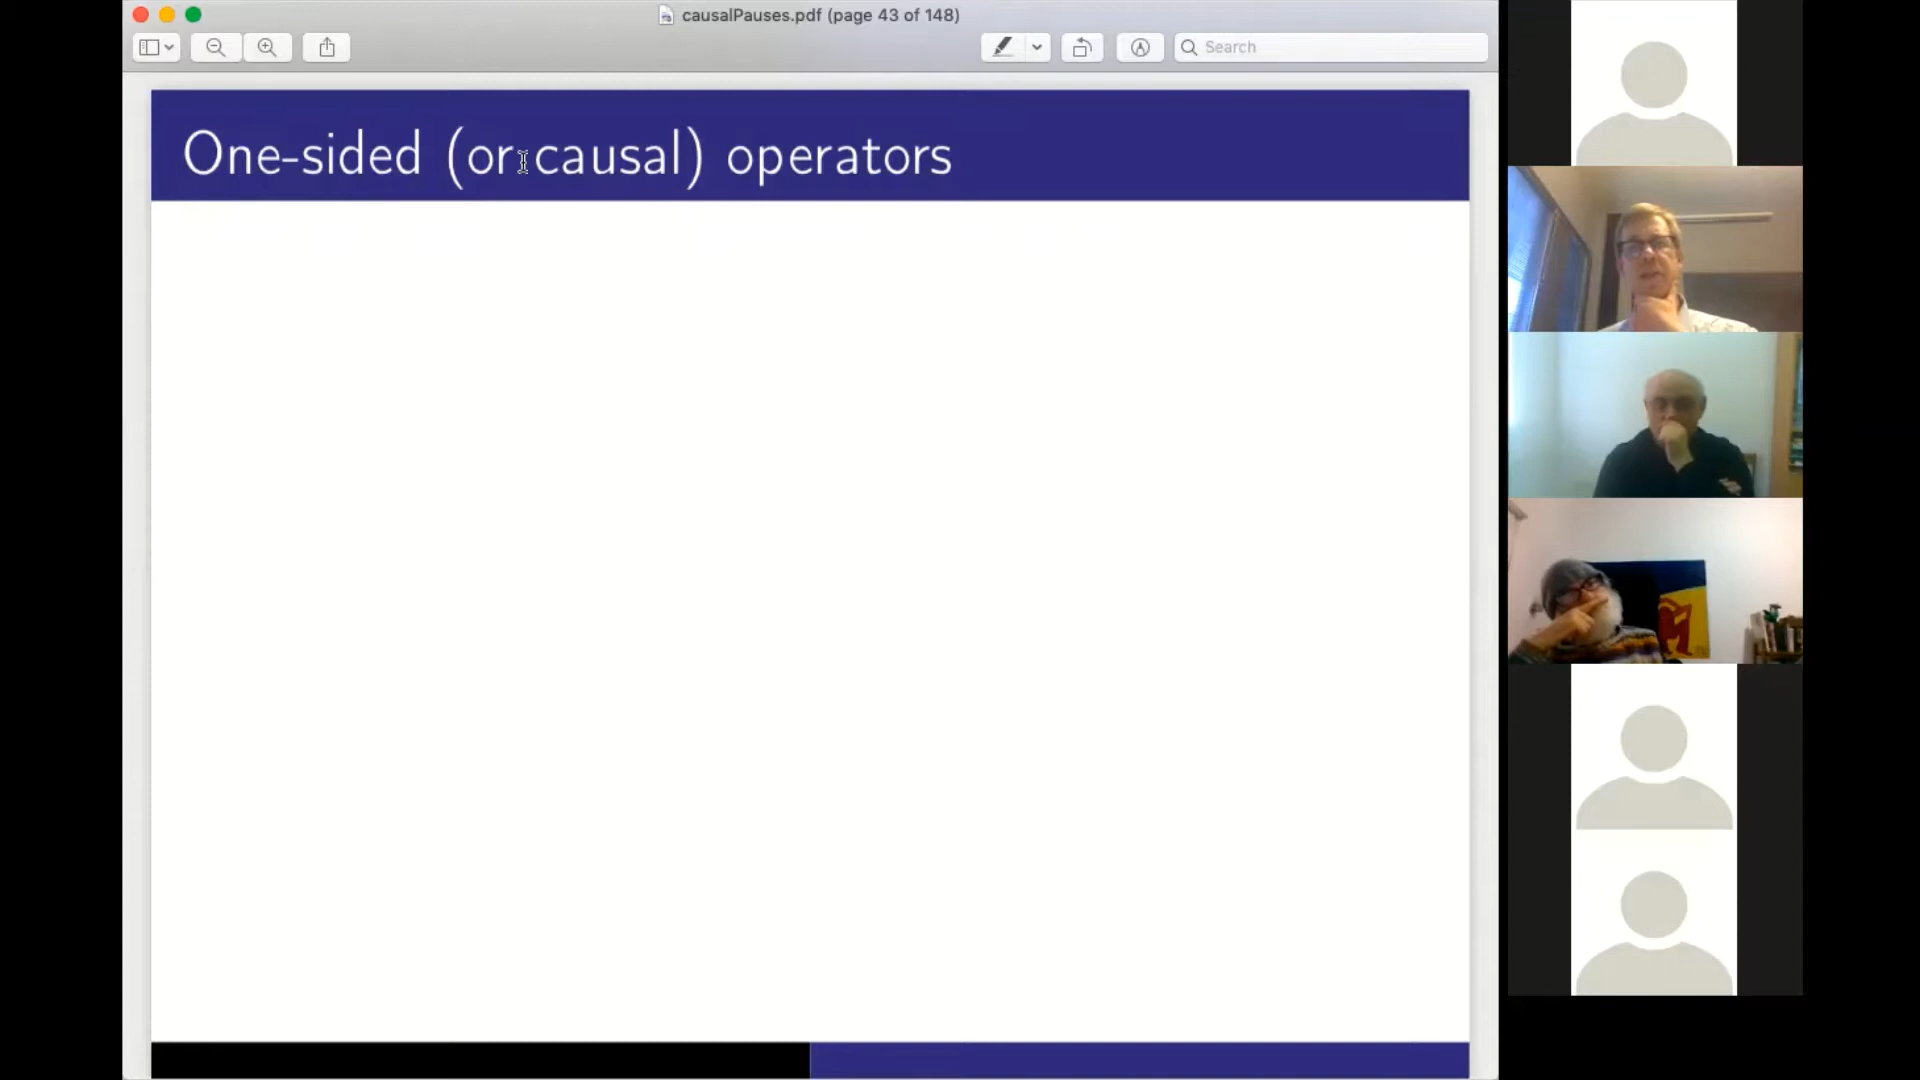 causalPauses.pdf (page 43 of 148)
Search
One-sided (or causal) operators